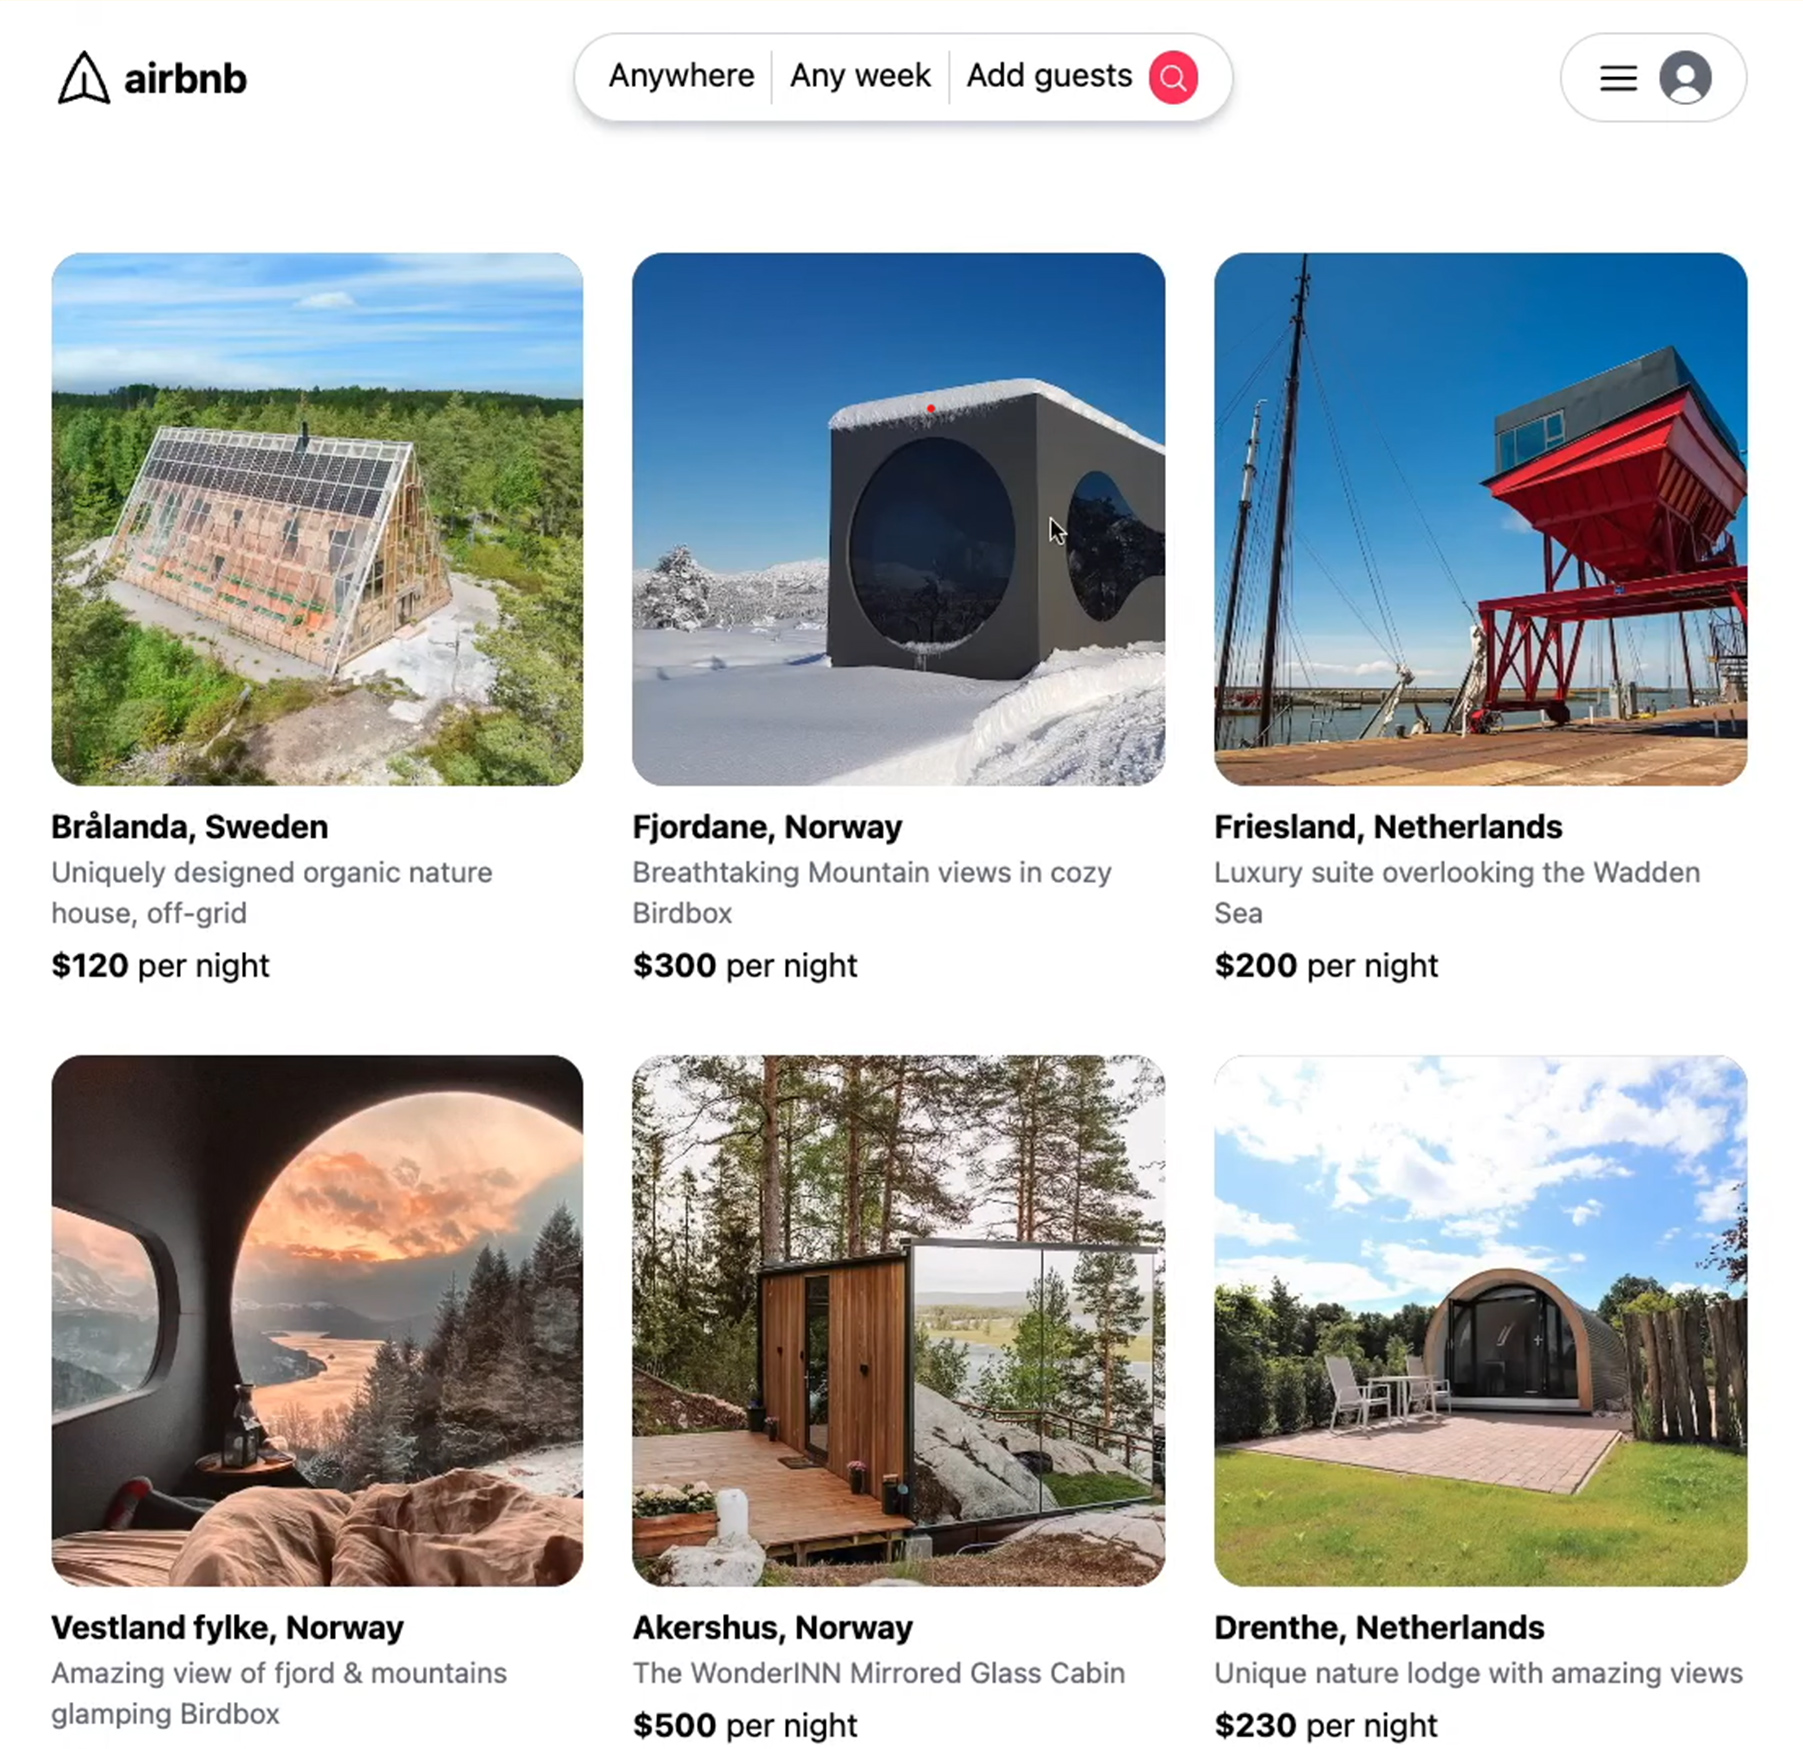 airbnb
Anywhere
Any week
Add guests
Brålanda, Sweden
Uniquely designed organic nature
house, off-grid
$120 per night
Fjordane, Norway
Breathtaking Mountain views in cozy
Birdbox
$300 per night
Friesland, Netherlands
Luxury suite overlooking the Wadden
Sea
$200 per night
Vestland fylke, Norway
Amazing view of fjord & mountains
glamping Birdbox
Akershus, Norway
The WonderINN Mirrored Glass Cabin
$500 per night
Drenthe, Netherlands
Unique nature lodge with amazing views
$230 per night